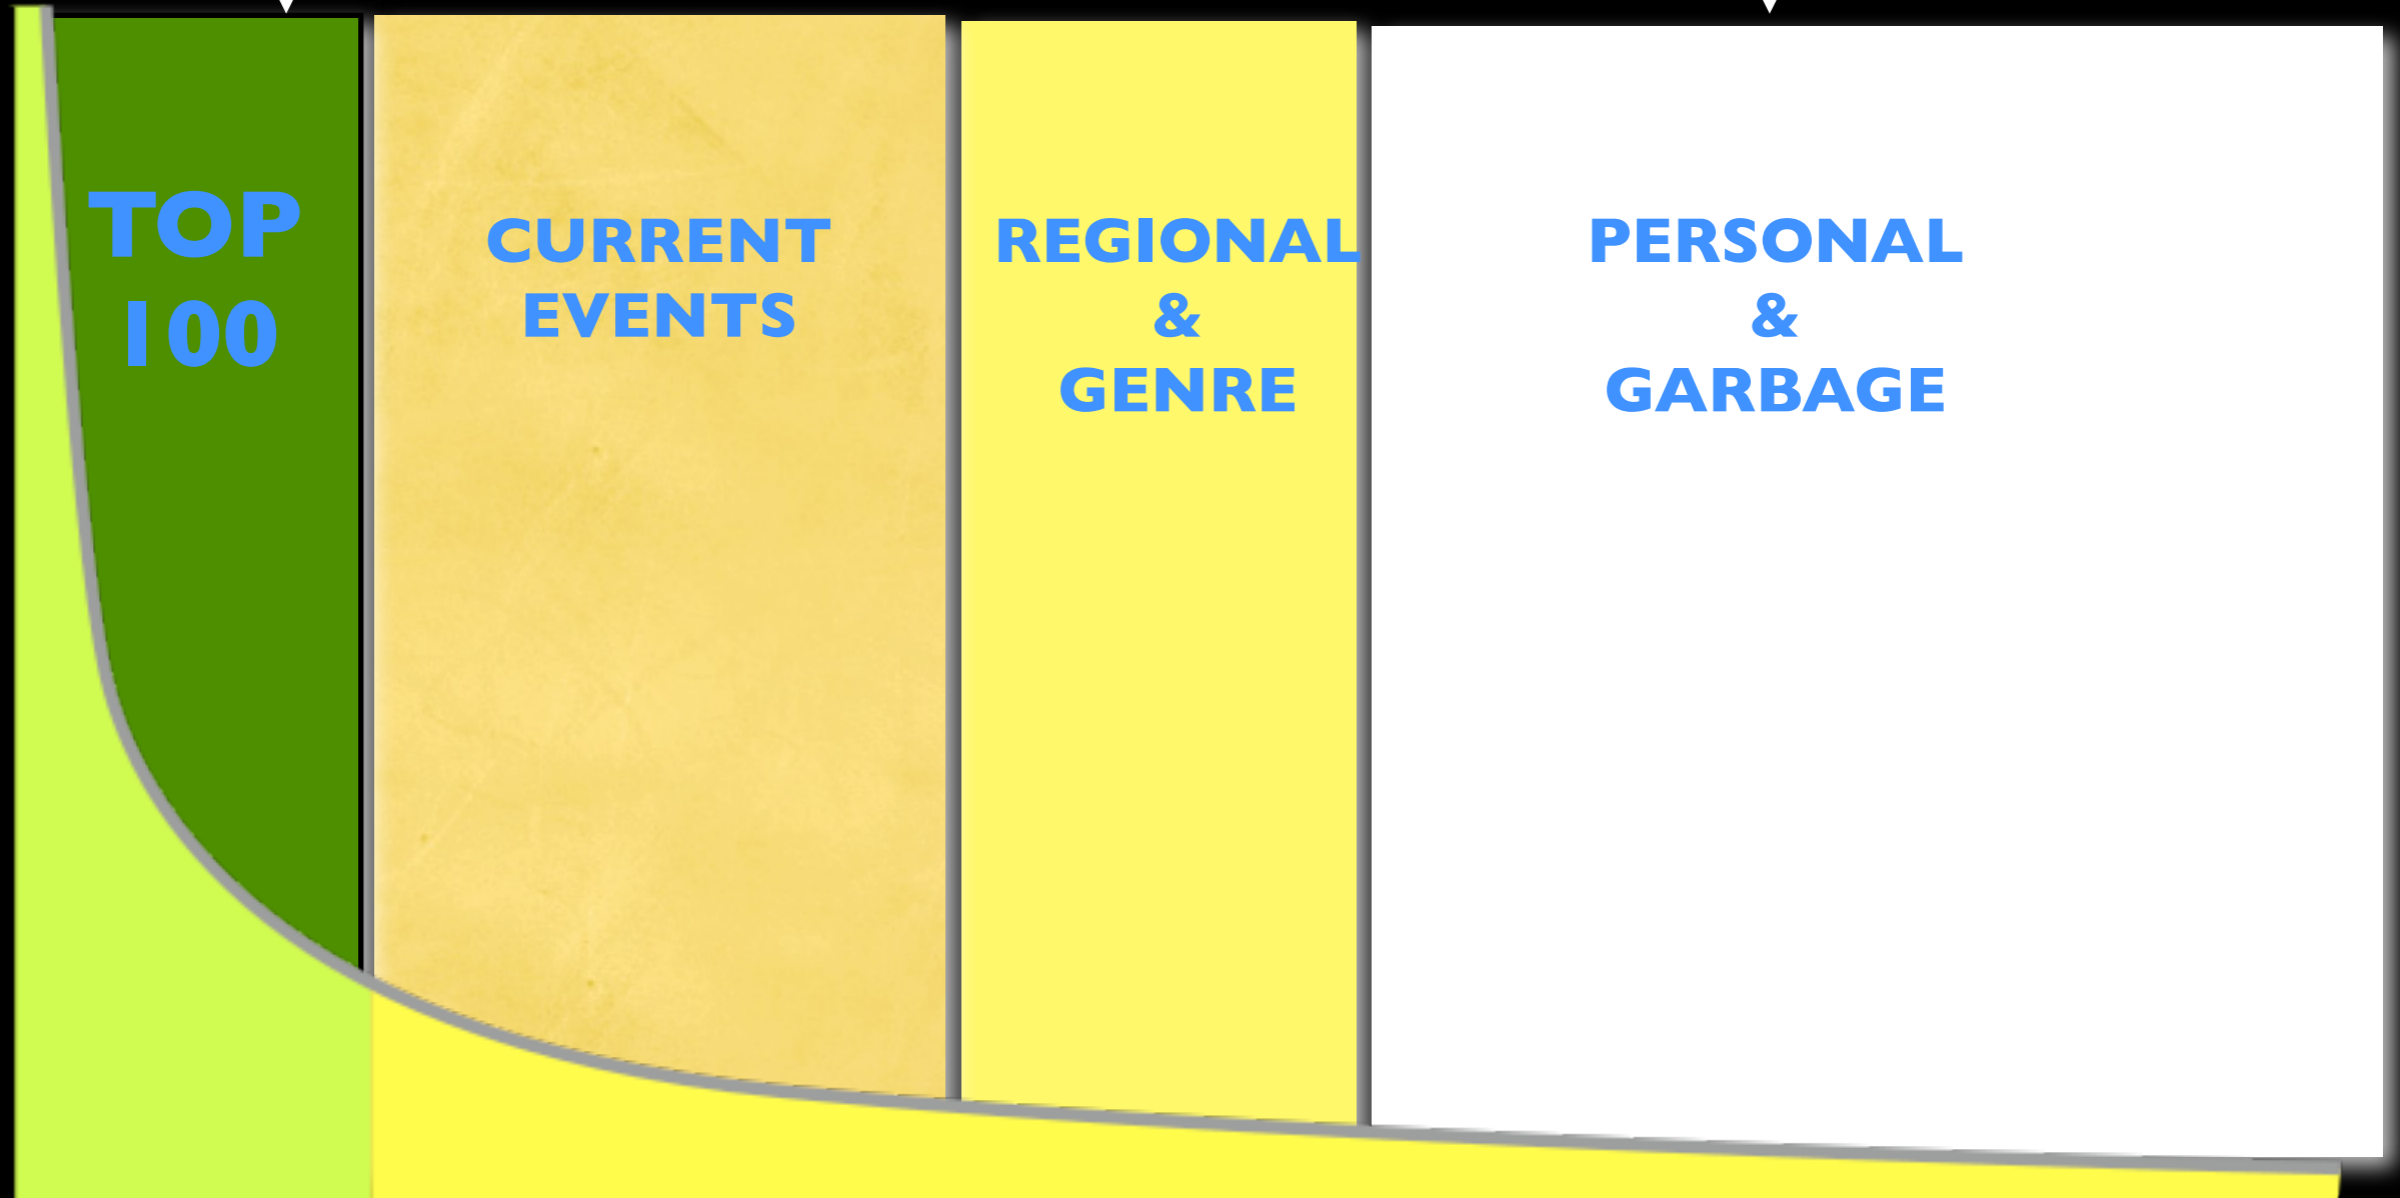 TOP
100
CURRENT
EVENTS
REGIONAL
&
GENRE
PERSONAL
&
GARBAGE